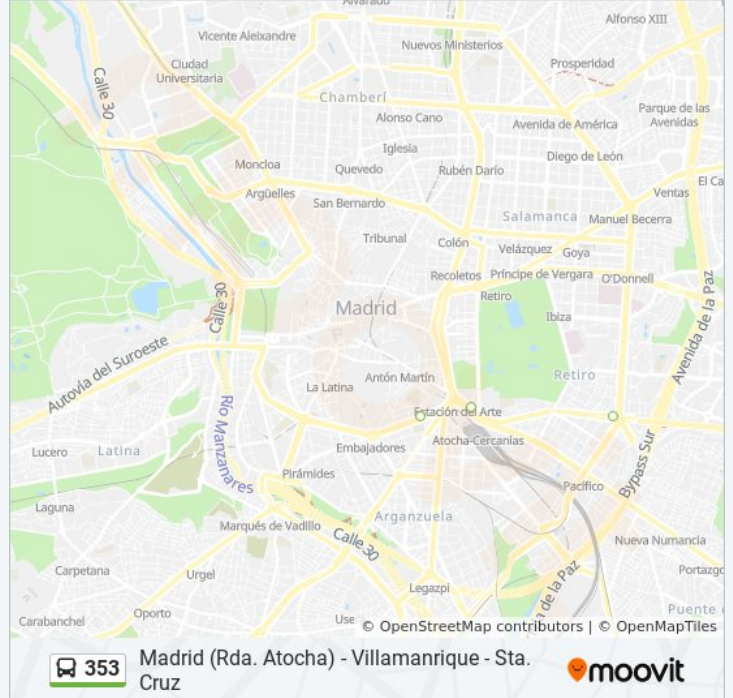 Alvarado
Alfonso XIII
Vicente Aleixandre
Nuevos Ministerios
Ciudad
Universitaria
Prosperidad
Calle 30
Chamberí
Parque de las
Avenidas
Alonso Cano
Avenida de América
Iglesia
Diego de León
Moncloa
Quevedo
Rubén Darío
El Ca
Argüelles
Ventas
San Bernardo
Salamanca
Manuel Becerra
Tribunal
Colón
Velázquez
Goya
Recoletos
Príncipe de Vergara
O'Donnell
Calle 30
Retiro
Madrid
Ibiza
Avenida de la Paz
Autovía del Suroeste
La Latina
Antón Martín
Retiro
Estación del Arte
Río Manzanares
Embajadores
Atocha-Cercanías
Lucero
Latina
Bypass Sur
Pirámides
Pacífico
Laguna
Arganzuela
Marqués de Vadillo
Calle 30
Nueva Numancia
Carpetana
Urgel
Portazgo
Legazpi
a de la Paz
Carabanchel
Oporto
Use
Puente
© OpenStreetMap contributors | © OpenMapTiles
353
Madrid (Rda. Atocha) - Villamanrique - Sta.
Cruz
moovit